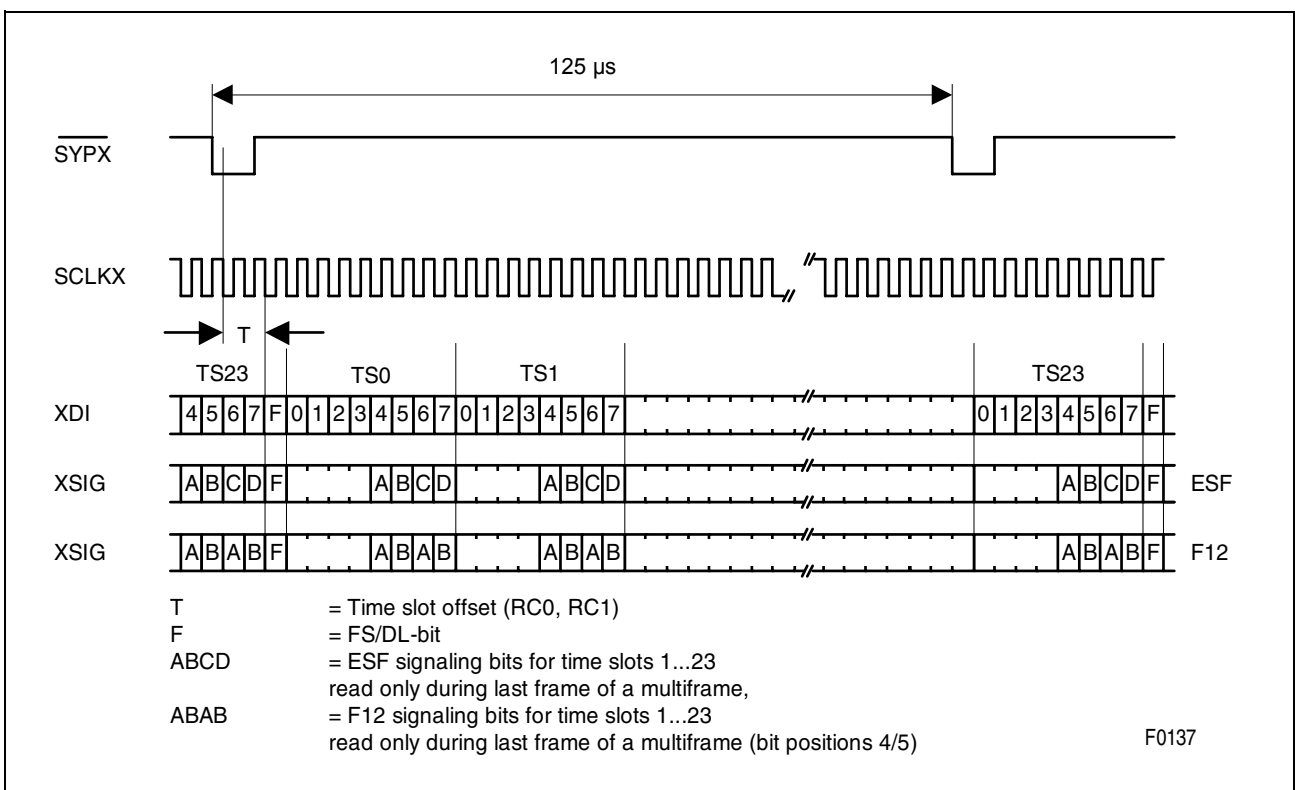 125 µs
SYPX
SCLKX
T
TS23 TS0 TS1 TS23
XDI 4 5 6 7 F 0 1 2 3 4 5 6 7 0 1 2 3 4 5 6 7 0 1 2 3 4 5 6 7 F
XSIG A B C D F A B C D A B C D A B C D F ESF
XSIG A B A B F A B A B A B A B A B A B F F12
T = Time slot offset (RC0, RC1)
F = FS/DL-bit
ABCD = ESF signaling bits for time slots 1...23
read only during last frame of a multiframe,
ABAB = F12 signaling bits for time slots 1...23
read only during last frame of a multiframe (bit positions 4/5)
F0137